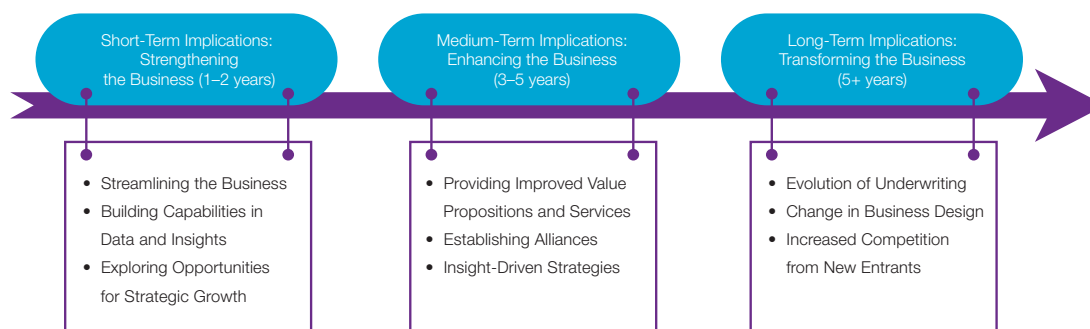 Short-Term Implications:
Strengthening
the Business (1–2 years)
Medium-Term Implications:
Enhancing the Business
(3–5 years)
Long-Term Implications:
Transforming the Business
(5+ years)
• Streamlining the Business
• Building Capabilities in
Data and Insights
• Exploring Opportunities
for Strategic Growth
• Providing Improved Value
Propositions and Services
• Establishing Alliances
• Insight-Driven Strategies
• Evolution of Underwriting
• Change in Business Design
• Increased Competition
from New Entrants